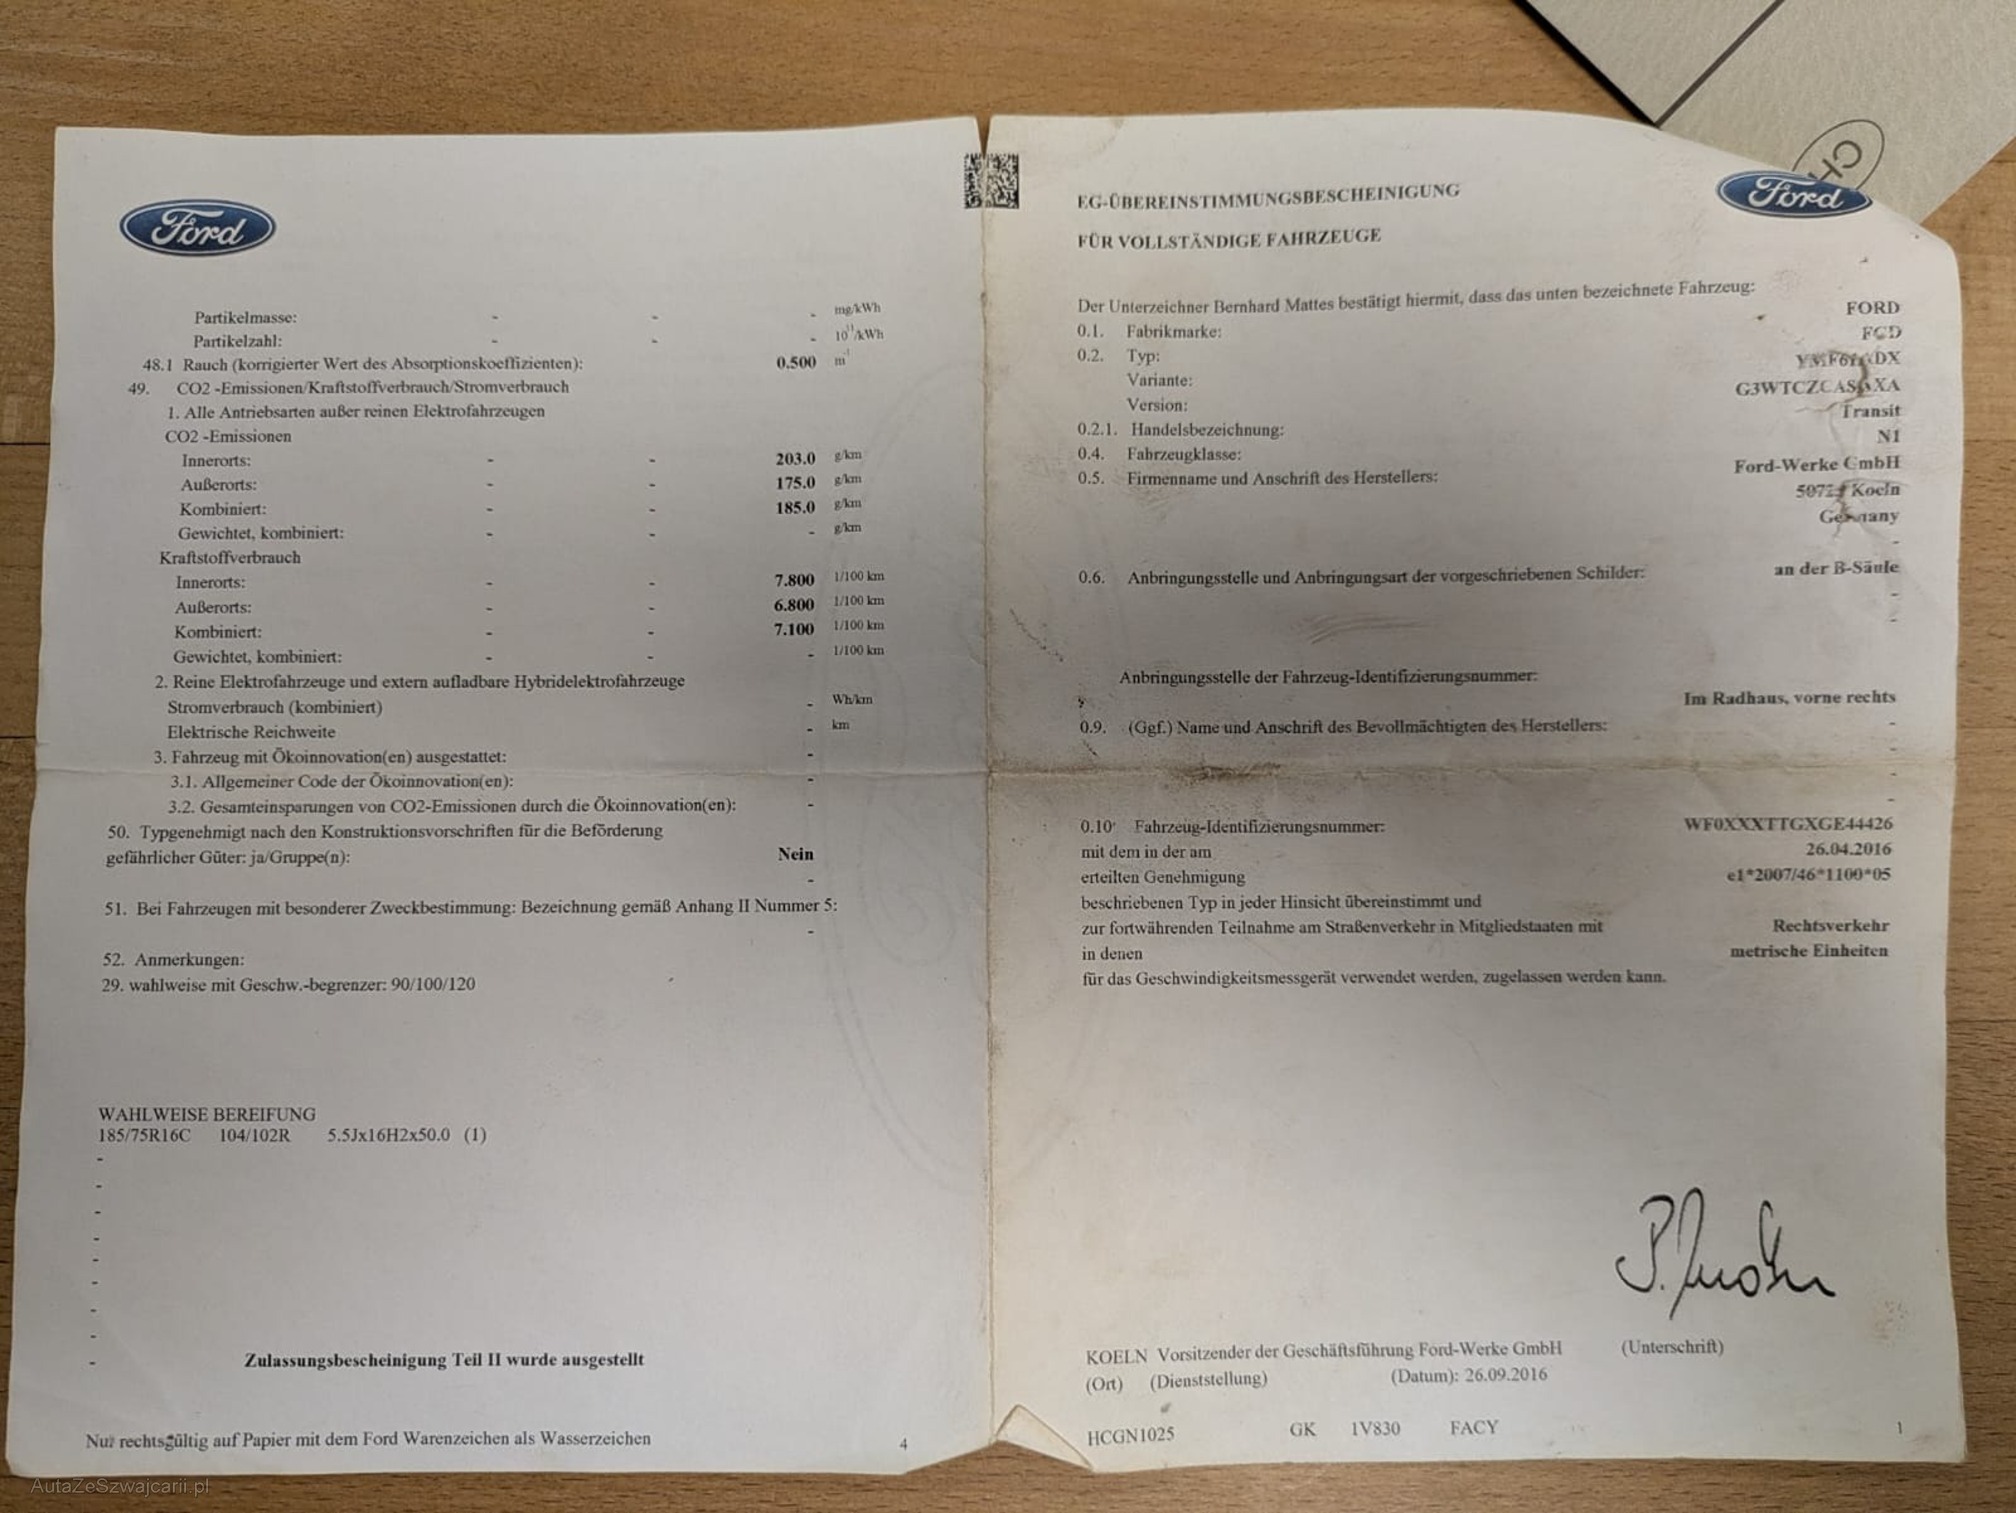 Ford
Partikelmasse: - - - mg/kWh
Partikelzahl: - - - 10¹¹/kWh
48.1 Rauch (korrigierter Wert des Absorptionskoeffizienten): 0.500 m⁻¹
49. CO2 -Emissionen/Kraftstoffverbrauch/Stromverbrauch
1. Alle Antriebsarten außer reinen Elektrofahrzeugen
CO2 -Emissionen
Innerorts: - - 203.0 g/km
Außerorts: - - 175.0 g/km
Kombiniert: - - 185.0 g/km
Gewichtet, kombiniert: - - - g/km
Kraftstoffverbrauch
Innerorts: - - 7.800 1/100 km
Außerorts: - - 6.800 1/100 km
Kombiniert: - - 7.100 1/100 km
Gewichtet, kombiniert: - - - 1/100 km
2. Reine Elektrofahrzeuge und extern aufladbare Hybridelektrofahrzeuge
Stromverbrauch (kombiniert) - Wh/km
Elektrische Reichweite - km
3. Fahrzeug mit Ökoinnovation(en) ausgestattet: -
3.1. Allgemeiner Code der Ökoinnovation(en): -
3.2. Gesamteinsparungen von CO2-Emissionen durch die Ökoinnovation(en): -
50. Typgenehmigt nach den Konstruktionsvorschriften für die Beförderung
gefährlicher Güter: ja/Gruppe(n): Nein
-
51. Bei Fahrzeugen mit besonderer Zweckbestimmung: Bezeichnung gemäß Anhang II Nummer 5:
-
52. Anmerkungen:
29. wahlweise mit Geschw.-begrenzer: 90/100/120
WAHLWEISE BEREIFUNG
185/75R16C 104/102R 5.5Jx16H2x50.0 (1)
-
-
-
-
-
-
-
-
-
Zulassungsbescheinigung Teil II wurde ausgestellt
Nur rechtsgültig auf Papier mit dem Ford Warenzeichen als Wasserzeichen 4
EG-ÜBEREINSTIMMUNGSBESCHEINIGUNG
FÜR VOLLSTÄNDIGE FAHRZEUGE
Ford
CH
Der Unterzeichner Bernhard Mattes bestätigt hiermit, dass das unten bezeichnete Fahrzeug:
0.1. Fabrikmarke: FORD
0.2. Typ: FCD
Variante:
Version:
0.2.1. Handelsbezeichnung: Transit
0.4. Fahrzeugklasse: N1
0.5. Firmenname und Anschrift des Herstellers: Ford-Werke GmbH
Koeln
Germany
-
0.6. Anbringungsstelle und Anbringungsart der vorgeschriebenen Schilder: an der B-Säule
-
-
Anbringungsstelle der Fahrzeug-Identifizierungsnummer:
Im Radhaus, vorne rechts
0.9. (Ggf.) Name und Anschrift des Bevollmächtigten des Herstellers: -
-
-
-
0.10 Fahrzeug-Identifizierungsnummer: WF0XXXTTGXGE44426
mit dem in der am 26.04.2016
erteilten Genehmigung e1*2007/46*1100*05
beschriebenen Typ in jeder Hinsicht übereinstimmt und
zur fortwährenden Teilnahme am Straßenverkehr in Mitgliedstaaten mit Rechtsverkehr
in denen metrische Einheiten
für das Geschwindigkeitsmessgerät verwendet werden, zugelassen werden kann.
KOELN Vorsitzender der Geschäftsführung Ford-Werke GmbH (Unterschrift)
(Ort) (Dienststellung) (Datum): 26.09.2016
HCGN1025 GK 1V830 FACY 1
AutaZeSzwajcarii.pl